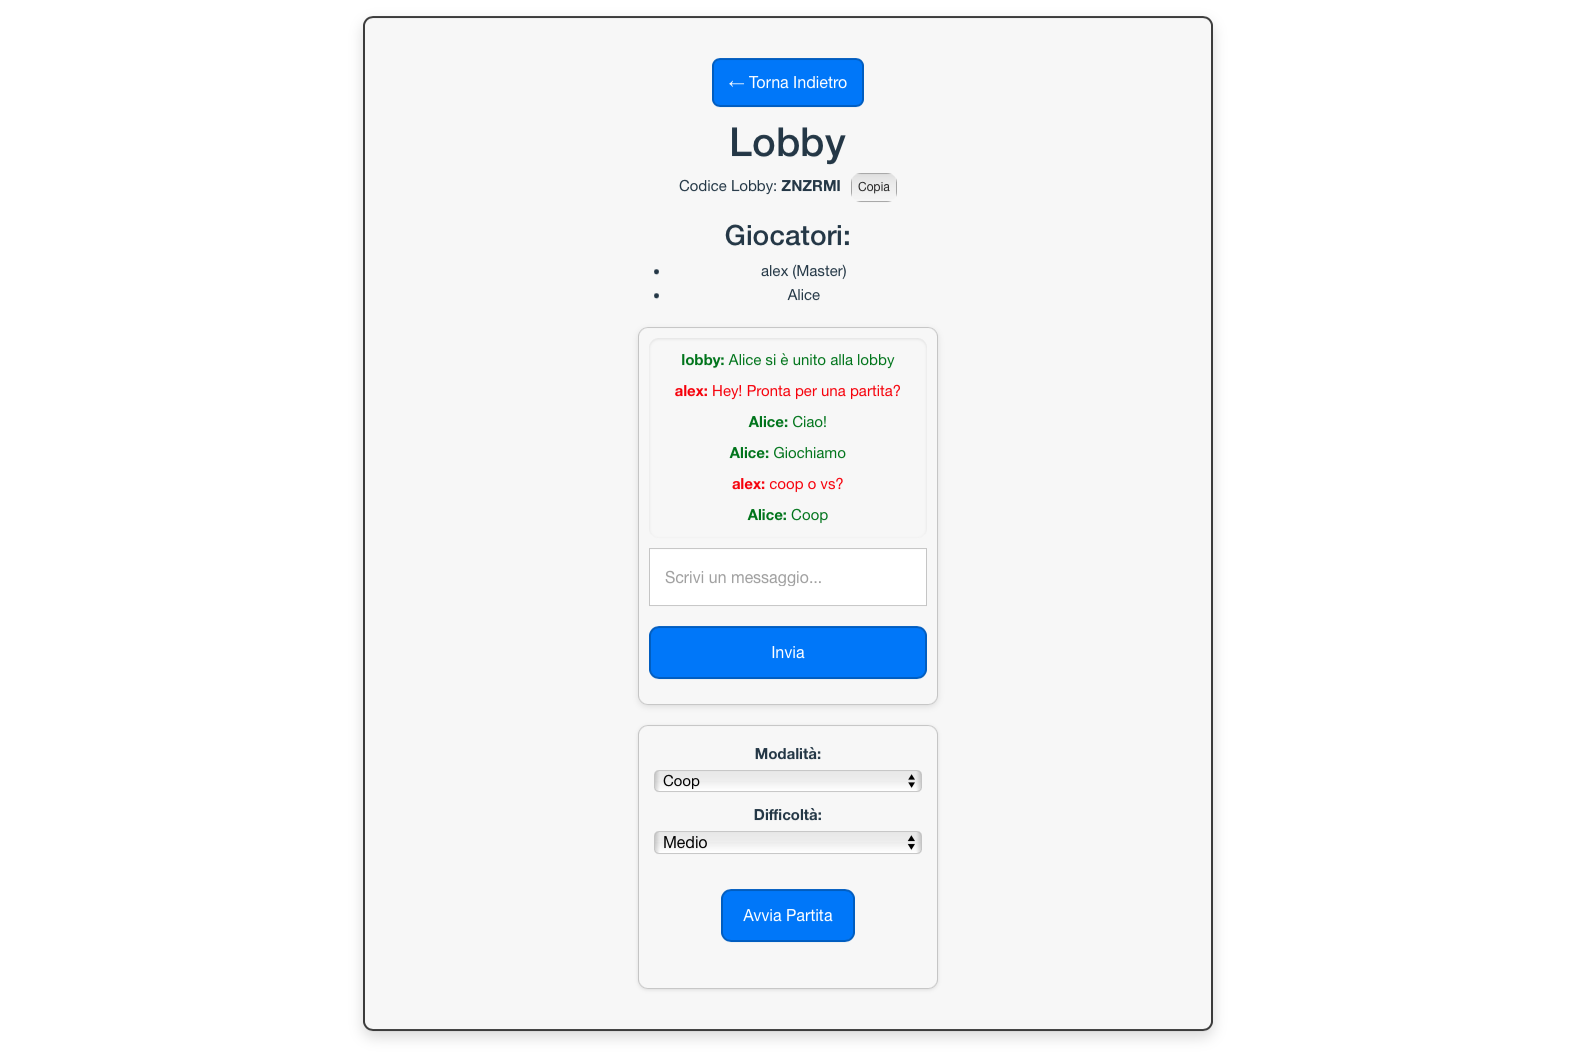 ← Torna Indietro
Lobby
Codice Lobby: ZNZRMI Copia
Giocatori:
• alex (Master)
• Alice
lobby: Alice si è unito alla lobby
alex: Hey! Pronta per una partita?
Alice: Ciao!
Alice: Giochiamo
alex: coop o vs?
Alice: Coop
Scrivi un messaggio...
Invia
Modalità:
Coop
Difficoltà:
Medio
Avvia Partita